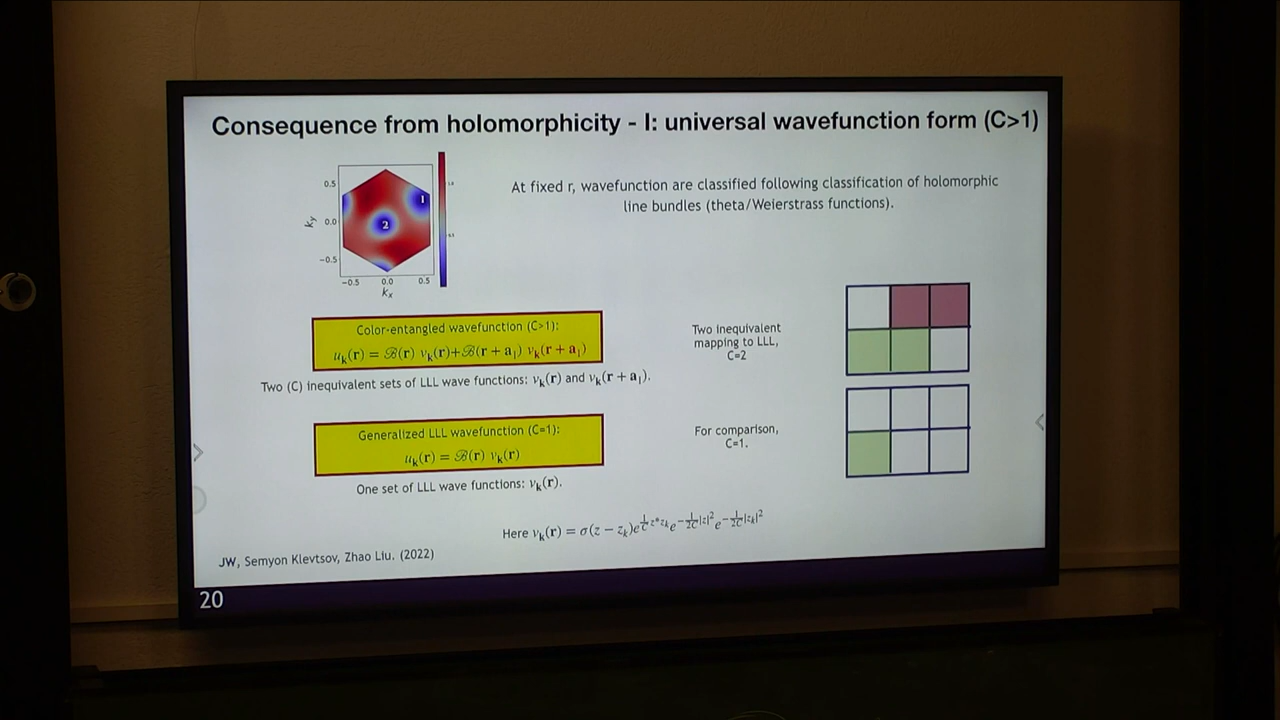 Consequence from holomorphicity - I: universal wavefunction form (C>1)
At fixed r, wavefunction are classified following classification of holomorphic
line bundles (theta/Weierstrass functions).
0.5
0.0
−0.5
k_y
1
2
−0.5 0.0 0.5
k_x
Color-entangled wavefunction (C>1):
u_k(r) = ℬ(r) v_k(r)+ℬ(r + a_1) v_k(r + a_1)
Two (C) inequivalent sets of LLL wave functions: v_k(r) and v_k(r + a_1).
Two inequivalent
mapping to LLL,
C=2
Generalized LLL wavefunction (C=1):
u_k(r) = ℬ(r) v_k(r)
One set of LLL wave functions: v_k(r).
For comparison,
C=1.
Here v_k(r) = σ(z − z_k)e^{\frac{1}{C}z*z_k}e^{−\frac{1}{2C}|z|^2}e^{−\frac{1}{2C}|z_k|^2}
JW, Semyon Klevtsov, Zhao Liu. (2022)
20